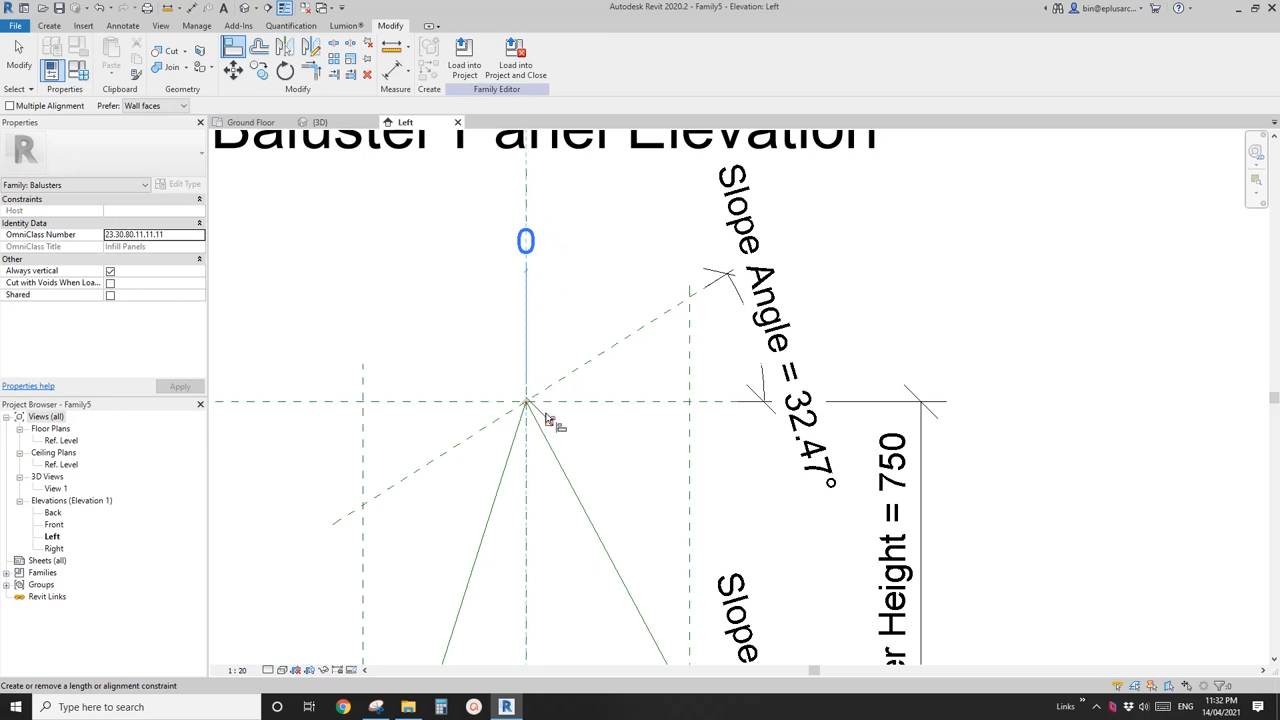 Autodesk Revit 2020.2 - Family5 - Elevation: Left
bin@eplusarc...
File Create Insert Annotate View Manage Add-Ins Quantification Lumion® Modify
Modify
Paste
Cut
Join
Load into Project
Load into Project and Close
Select Properties Clipboard Geometry Modify Measure Create Family Editor
Multiple Alignment Prefer: Wall faces
Properties
Ground Floor (3D) Left
Family: Balusters Edit Type
Constraints
Host
Identity Data
OmniClass Number 23.30.80.11.11.11
OmniClass Title Infill Panels
Other
Always vertical
Cut with Voids When Loa...
Shared
Properties help Apply
Project Browser - Family5
Views (all)
Floor Plans
Ref. Level
Ceiling Plans
Ref. Level
3D Views
View 1
Elevations (Elevation 1)
Back
Front
Left
Right
Sheets (all)
Families
Groups
Revit Links
Baluster Panel Elevation
0
Slope Angle = 32.47°
er Height = 750
Slope
1 : 20
Create or remove a length or alignment constraint
:0
Type here to search
Links
11:32 PM
14/04/2021